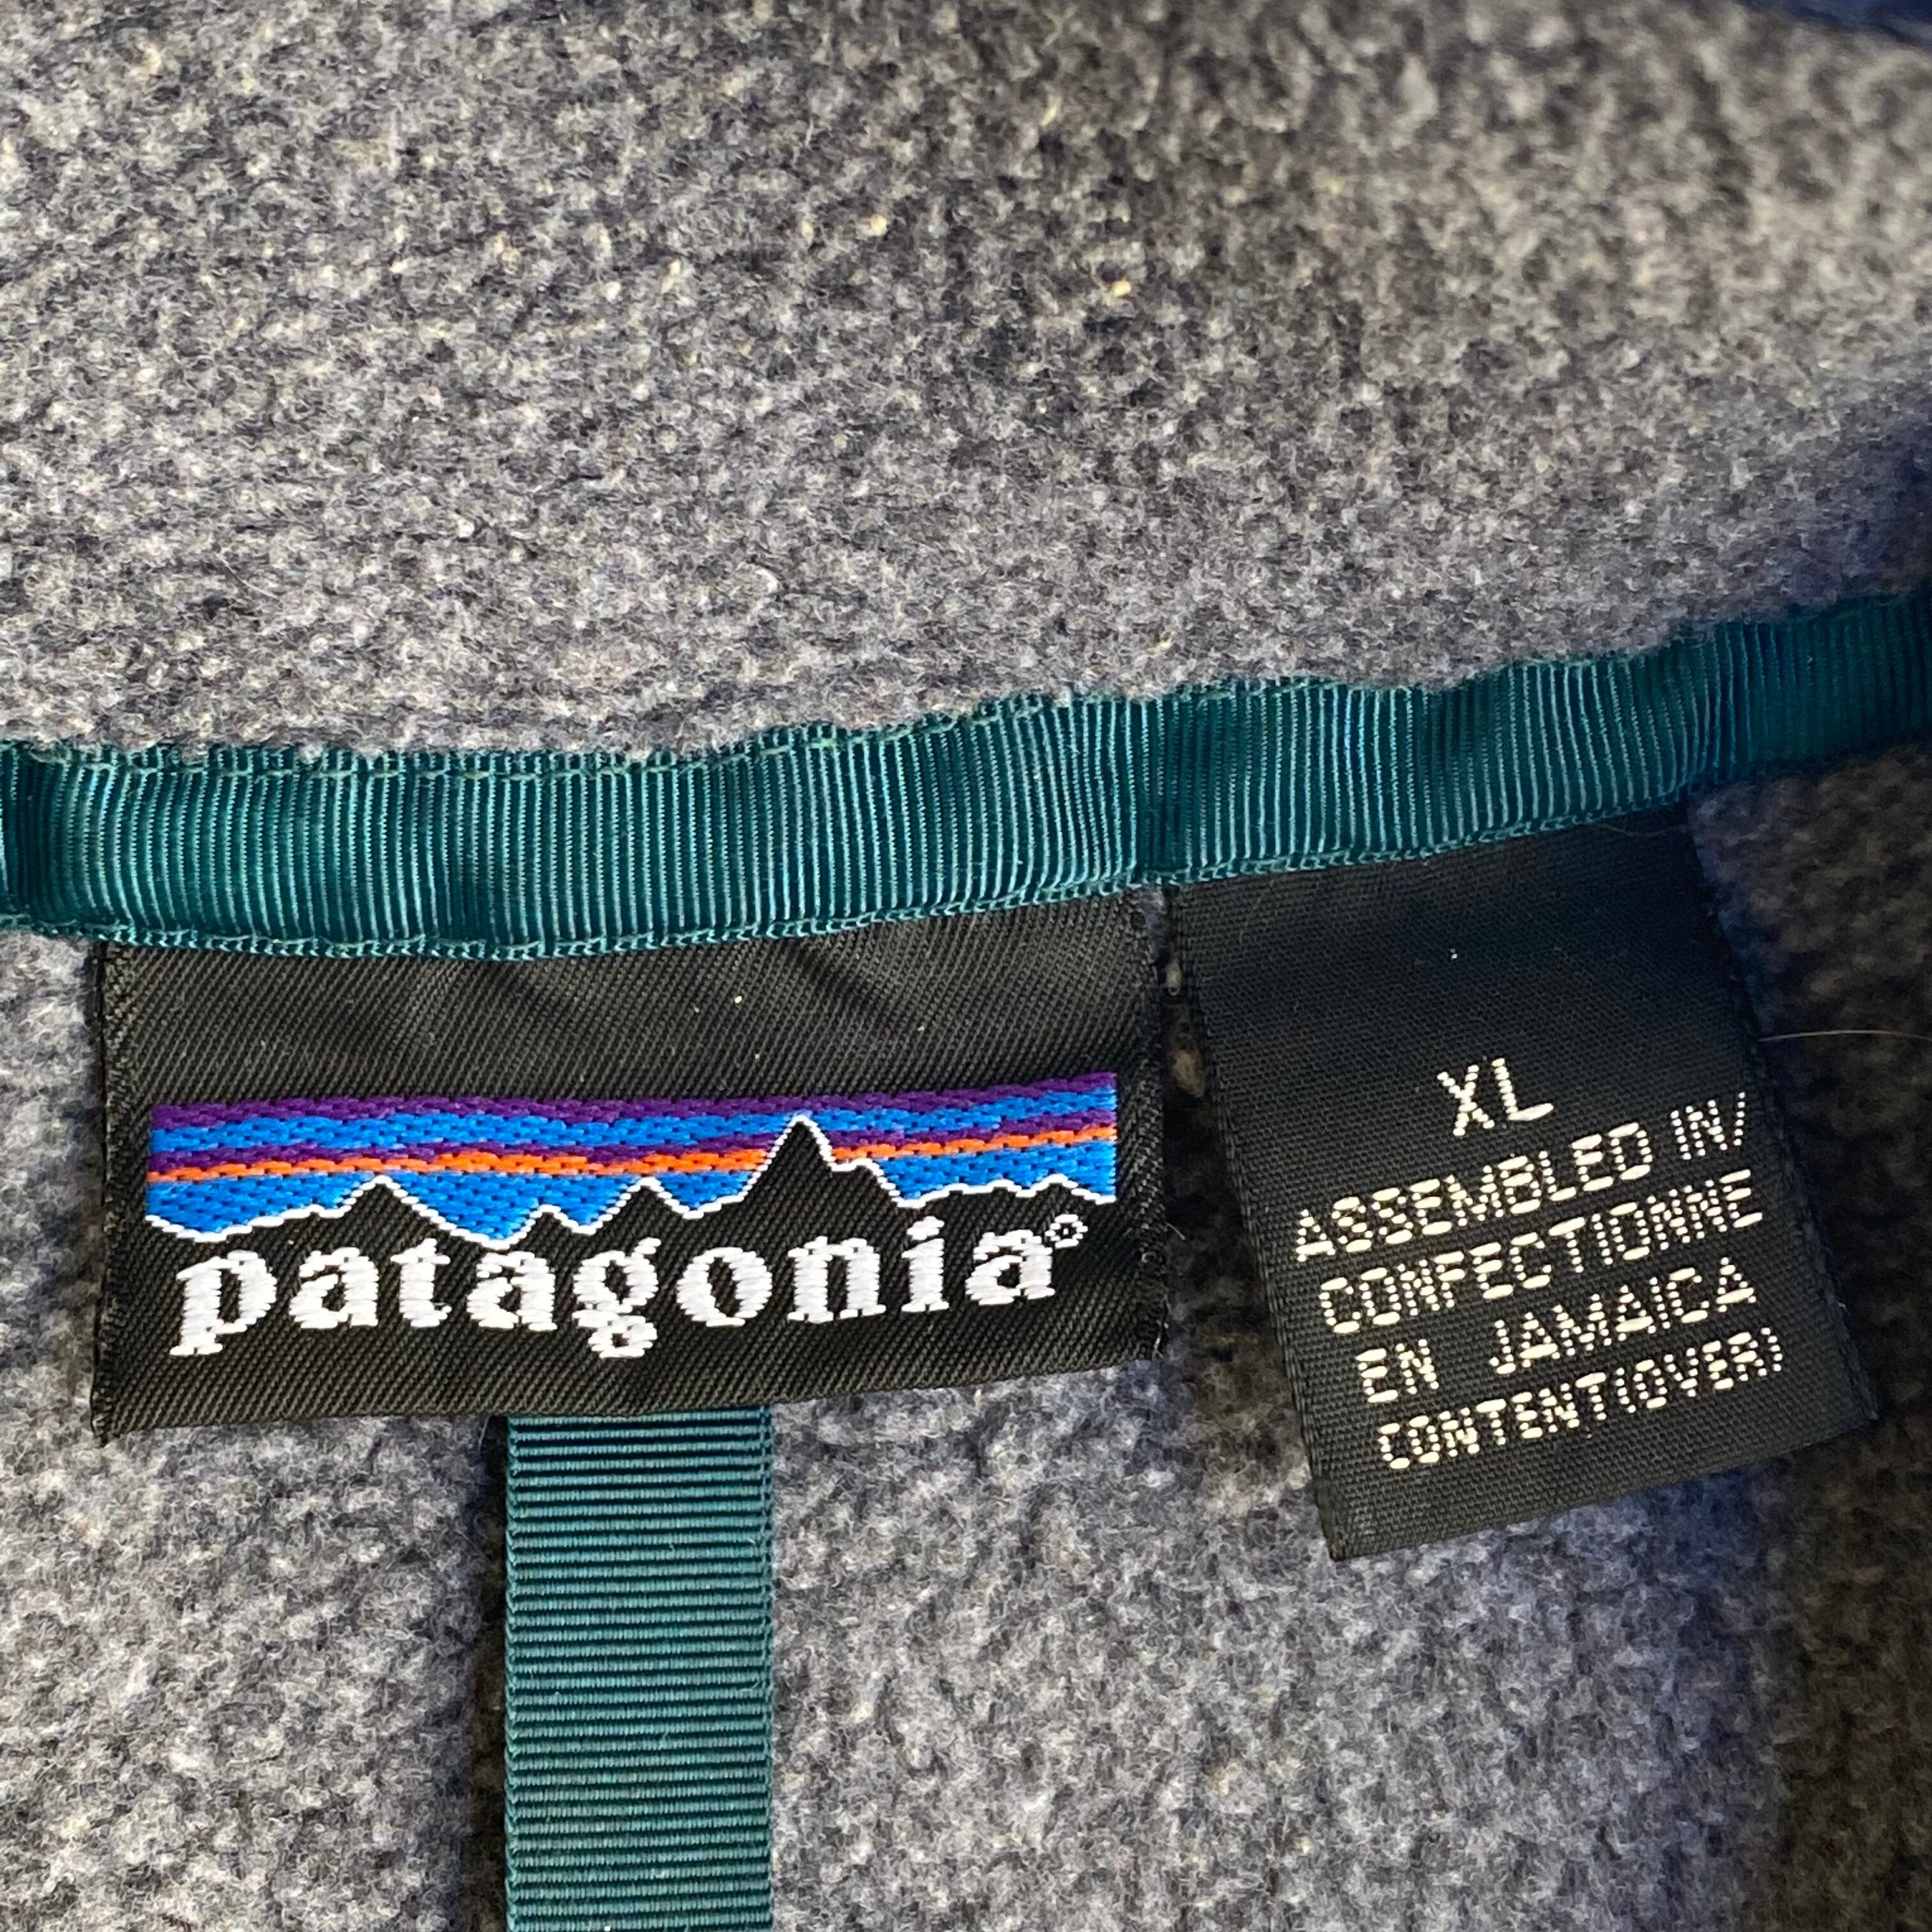 patagonia®
XL
ASSEMBLED IN/
CONFECTIONNE
EN JAMAICA
CONTENT(OVER)